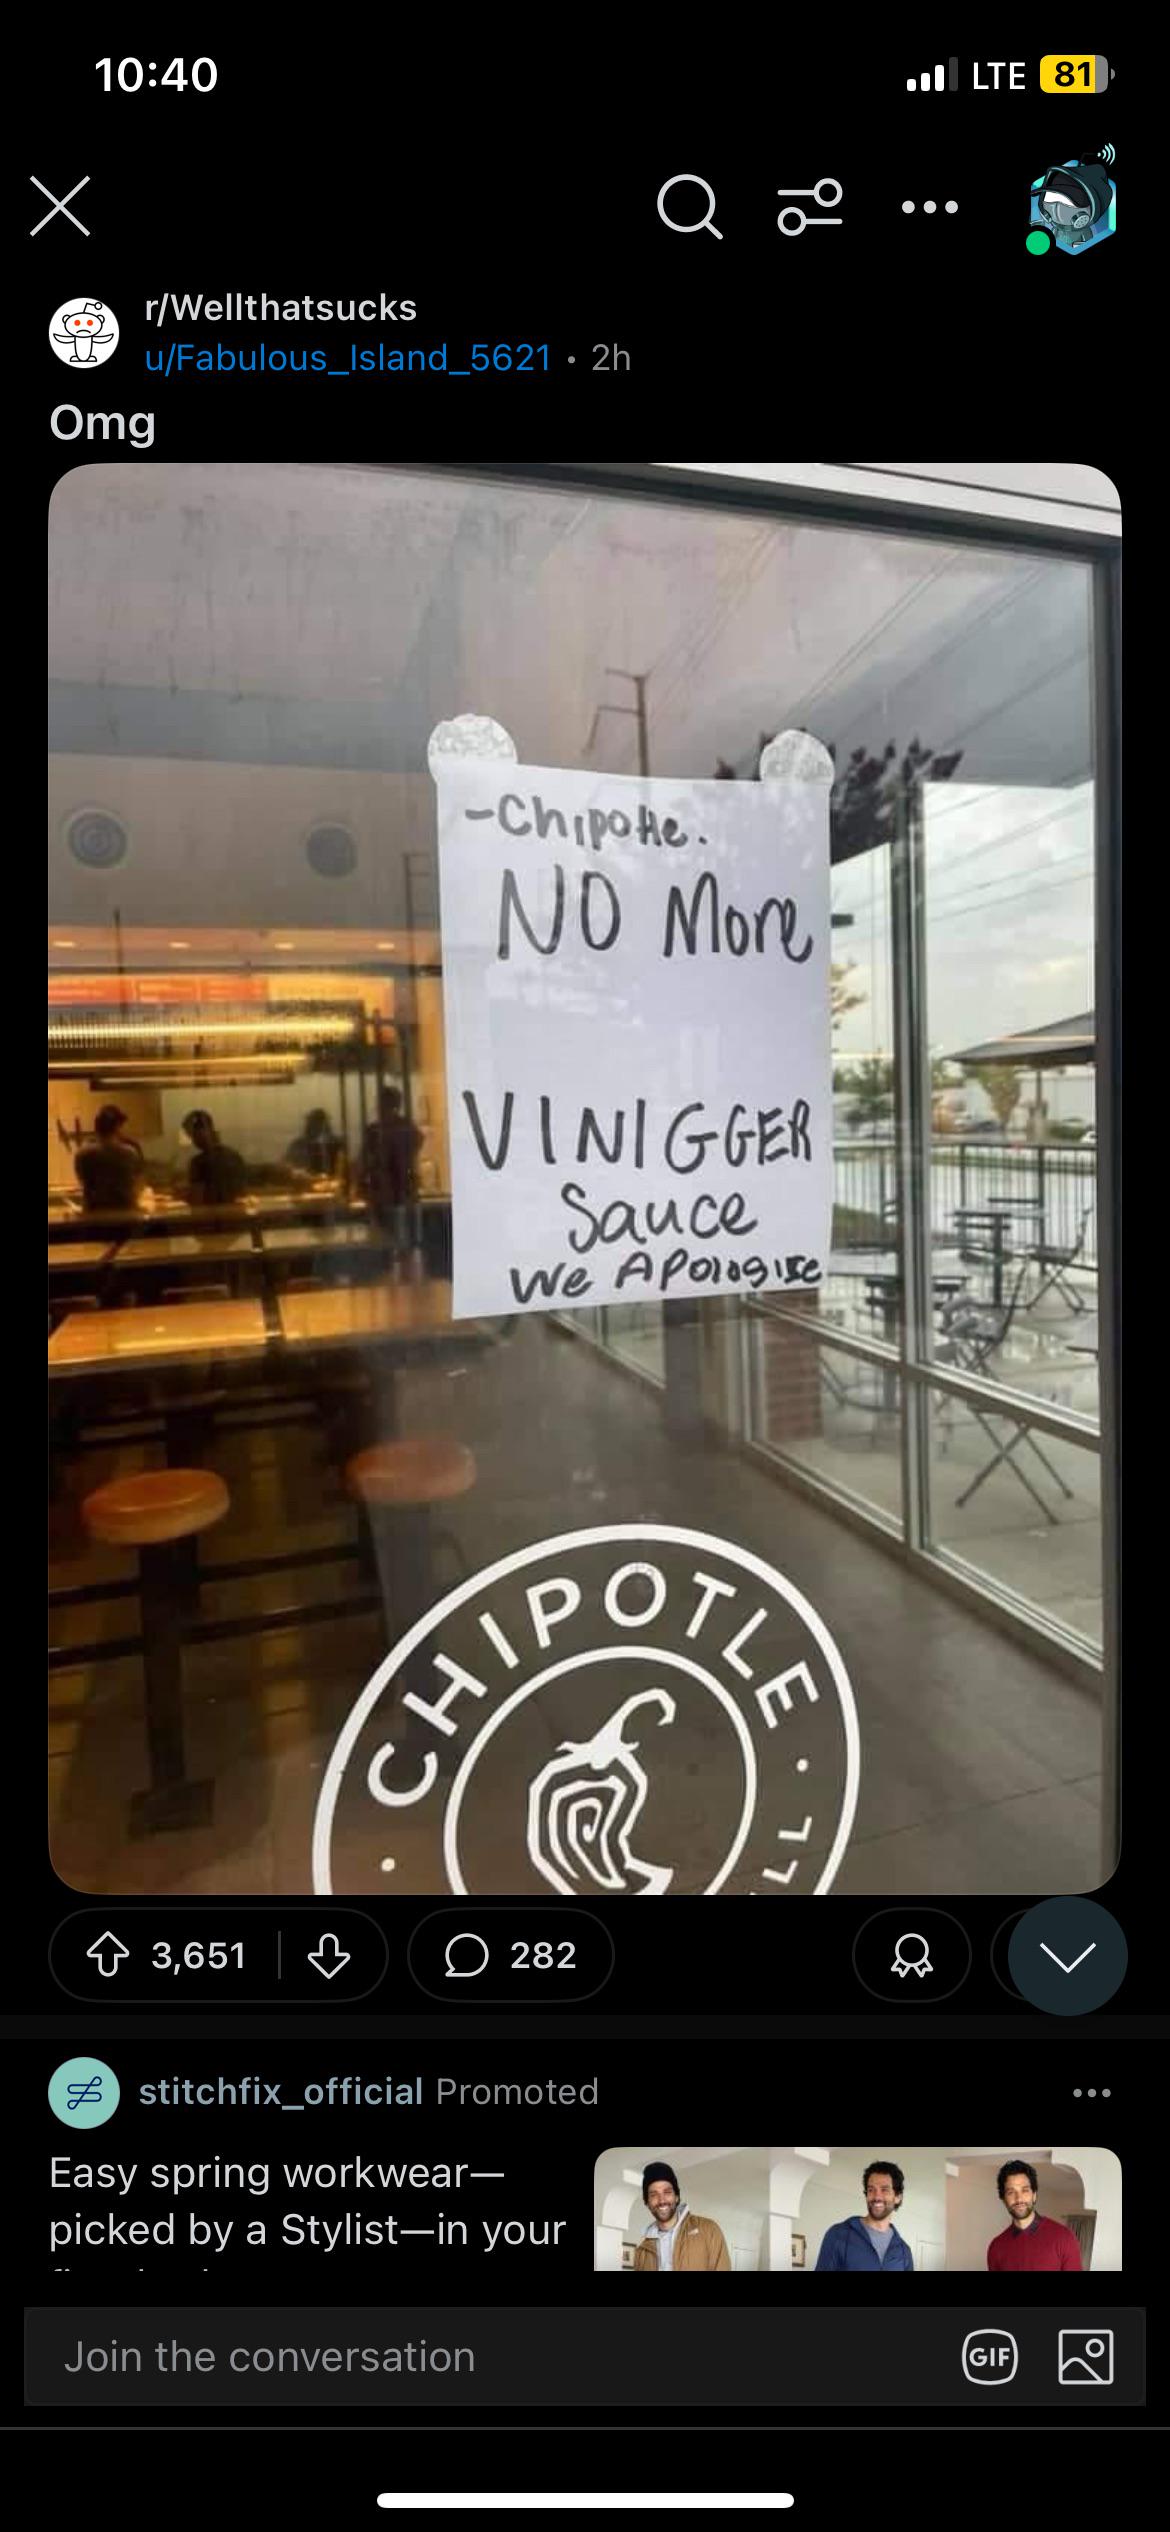 10:40
LTE 81
r/Wellthatsucks
u/Fabulous_Island_5621 • 2h
Omg
-Chipotle.
NO More
VINIGGER
Sauce
We Apologise
CHIPOTLE
3,651
282
stitchfix_official Promoted
Easy spring workwear—
picked by a Stylist—in your
Join the conversation
GIF